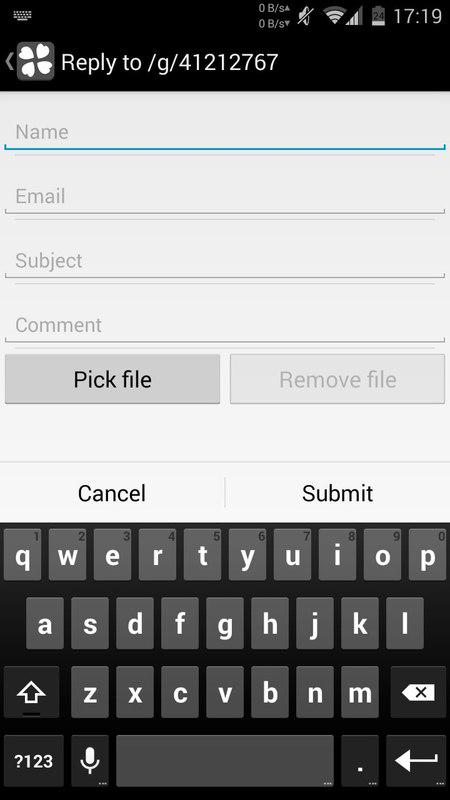 0 B/s
0 B/s
24
17:19
Reply to /g/41212767
Name
Email
Subject
Comment
Pick file
Remove file
Cancel
Submit
1 2 3 4 5 6 7 8 9 0
q w e r t y u i o p
a s d f g h j k l
z x c v b n m
?123
... . ... ...